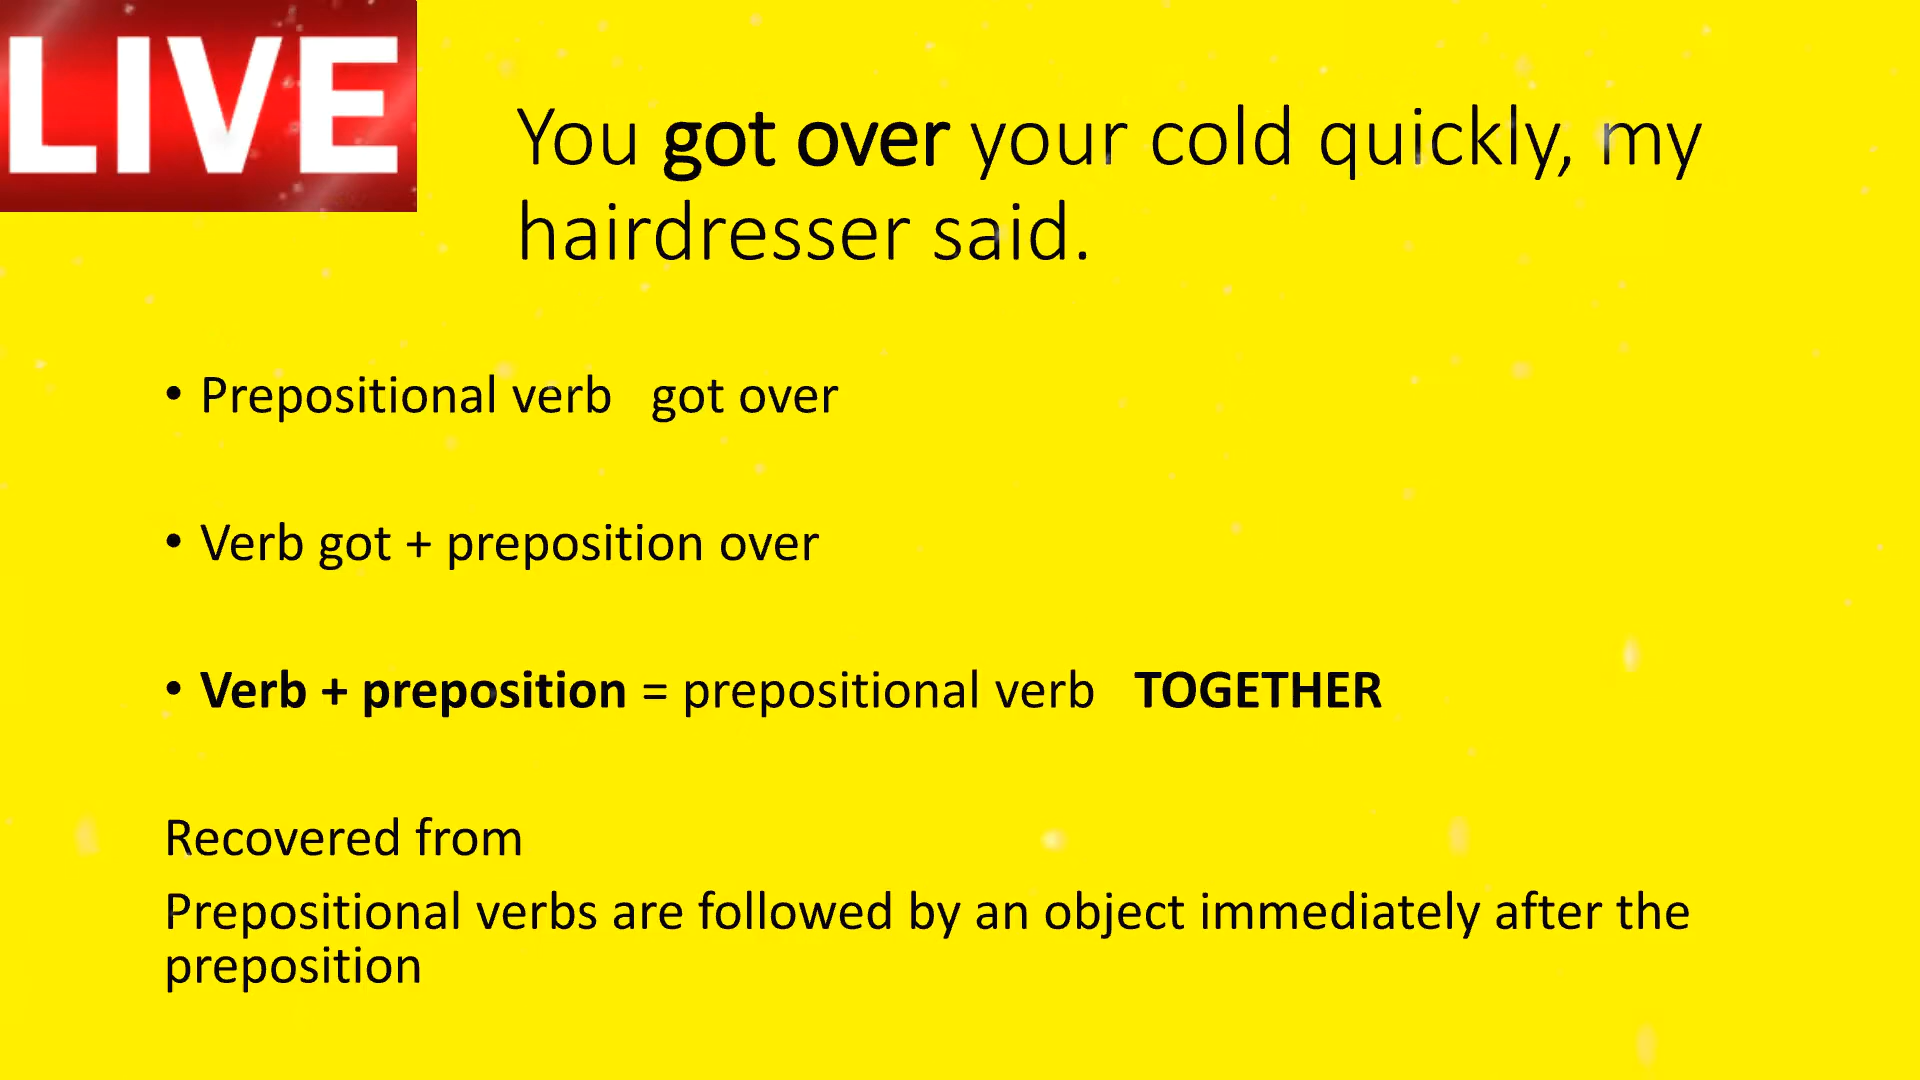 LIVE
You got over your cold quickly, my
hairdresser said.
• Prepositional verb got over
• Verb got + preposition over
• Verb + preposition = prepositional verb TOGETHER
Recovered from
Prepositional verbs are followed by an object immediately after the
preposition